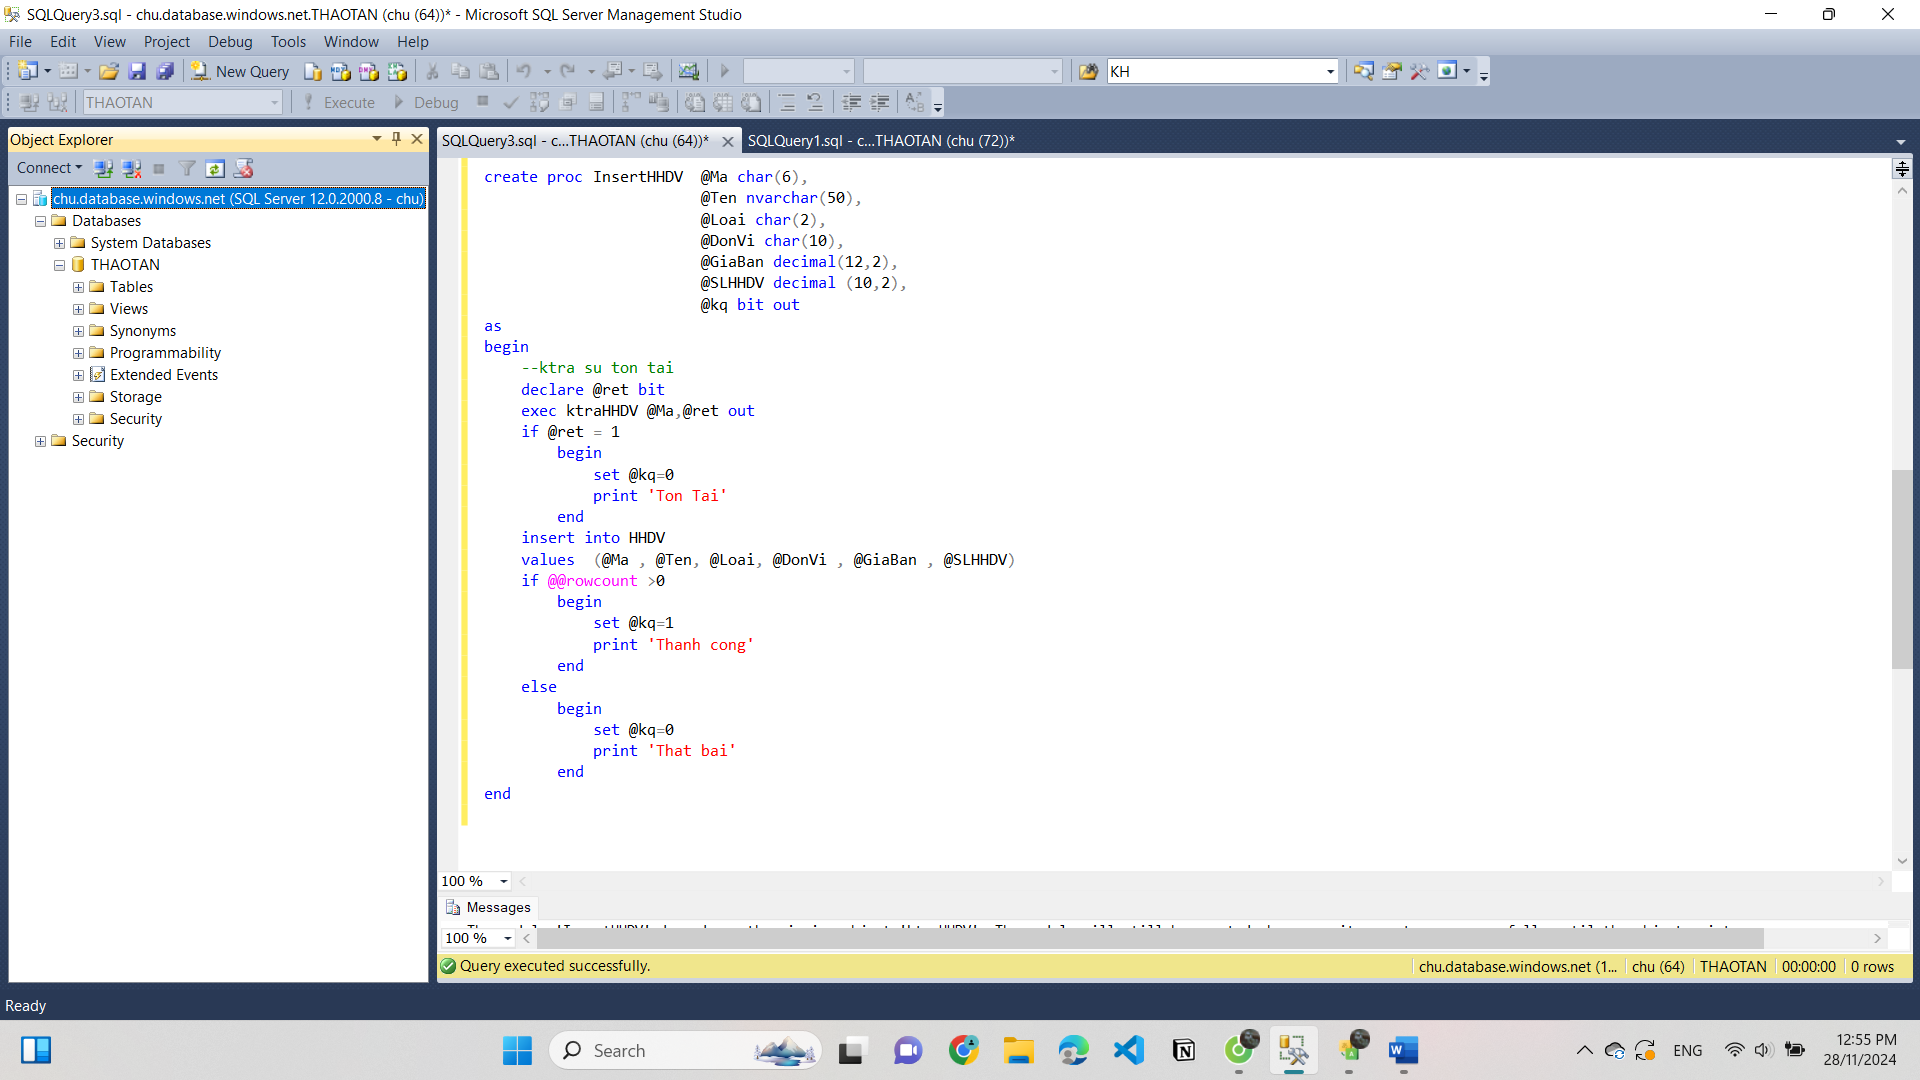 SQLQuery3.sql - chu.database.windows.net.THAOTAN (chu (64))* - Microsoft SQL Server Management Studio
File Edit View Project Debug Tools Window Help
New Query KH
THAOTAN Execute Debug
Object Explorer
Connect
chu.database.windows.net (SQL Server 12.0.2000.8 - chu)
Databases
System Databases
THAOTAN
Tables
Views
Synonyms
Programmability
Extended Events
Storage
Security
Security
SQLQuery3.sql - c...THAOTAN (chu (64))* SQLQuery1.sql - c...THAOTAN (chu (72))*
create proc InsertHHDV @Ma char(6),
@Ten nvarchar(50),
@Loai char(2),
@DonVi char(10),
@GiaBan decimal(12,2),
@SLHHDV decimal (10,2),
@kq bit out
as
begin
--ktra su ton tai
declare @ret bit
exec ktraHHDV @Ma,@ret out
if @ret = 1
begin
set @kq=0
print 'Ton Tai'
end
insert into HHDV
values (@Ma , @Ten, @Loai, @DonVi , @GiaBan , @SLHHDV)
if @@rowcount >0
begin
set @kq=1
print 'Thanh cong'
end
else
begin
set @kq=0
print 'That bai'
end
end
100 %
Messages
100 %
Query executed successfully.
chu.database.windows.net (1... chu (64) THAOTAN 00:00:00 0 rows
Ready
Search
ENG
12:55 PM
28/11/2024